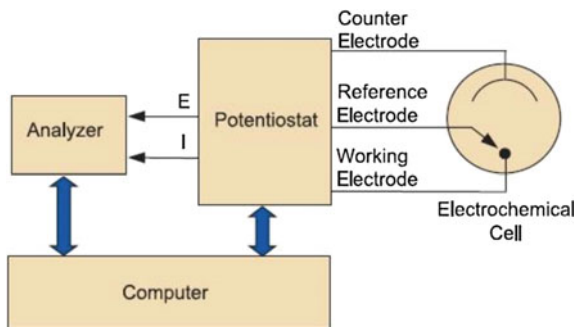 Counter
Electrode
E
Reference
Electrode
Analyzer
Potentiostat
I
Working
Electrode
Electrochemical
Cell
Computer